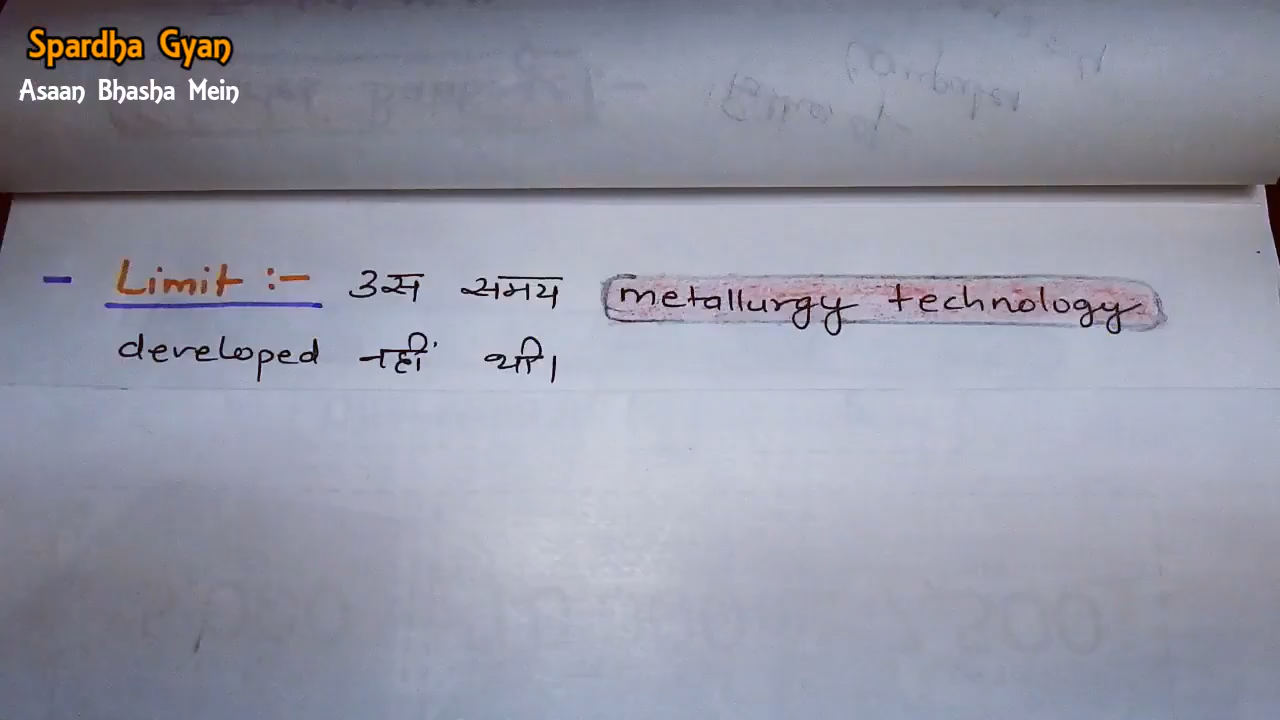 Spardha Gyan
Asaan Bhasha Mein
- Limit :- उस समय metallurgy technology
developed नहीं थी।